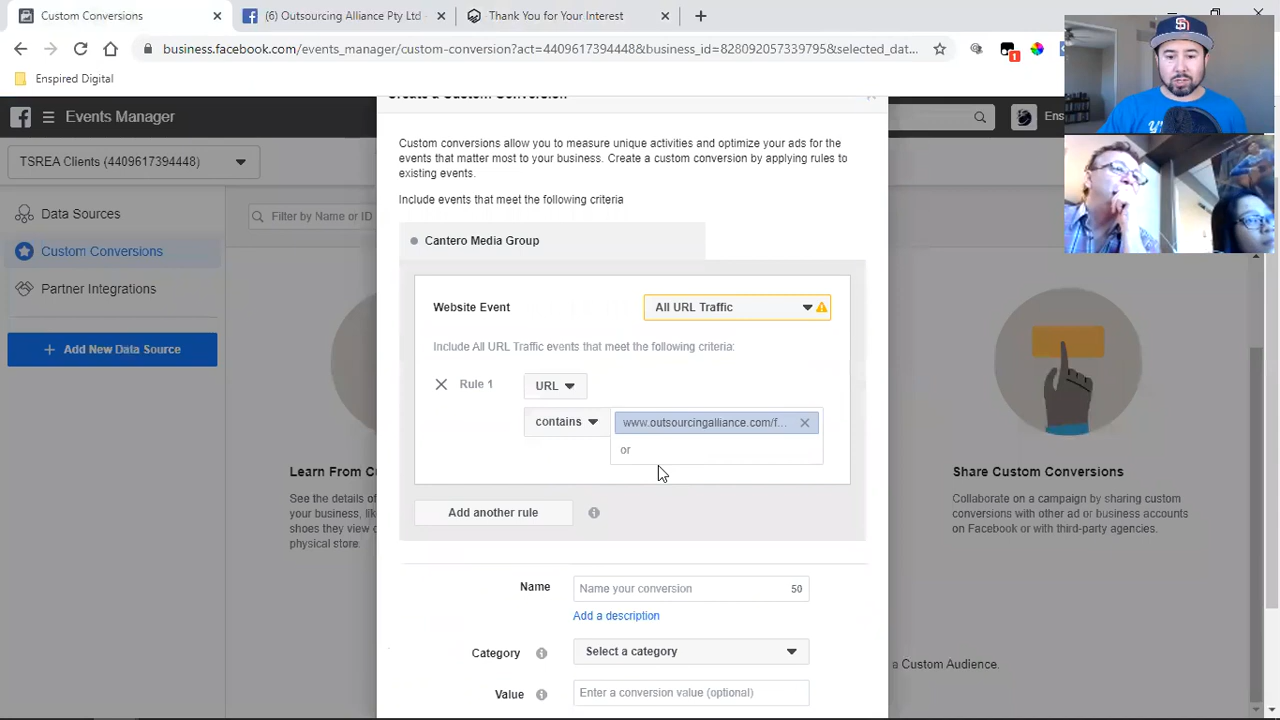 Custom Conversions
(6) Outsourcing Alliance Pty Ltd -
Thank You for Your Interest
business.facebook.com/events_manager/custom-conversion?act=4409617394448&business_id=828092057339795&selected_dat...
1
Enspired Digital
Events Manager
Ens
TSREA Clients (4409617394448)
Data Sources
Custom Conversions
Partner Integrations
+ Add New Data Source
Filter by Name or ID
Create a Custom Conversion
Custom conversions allow you to measure unique activities and optimize your ads for the
events that matter most to your business. Create a custom conversion by applying rules to
existing events.
Include events that meet the following criteria
Cantero Media Group
Website Event
All URL Traffic
Include All URL Traffic events that meet the following criteria:
Rule 1
URL
contains
www.outsourcingalliance.com/f...
or
Add another rule
Name
Name your conversion
50
Add a description
Category
Select a category
Value
Enter a conversion value (optional)
Learn From C
See the details of
your business, like
shoes they view o
physical store.
Share Custom Conversions
Collaborate on a campaign by sharing custom
conversions with other ad or business accounts
on Facebook or with third-party agencies.
a Custom Audience.